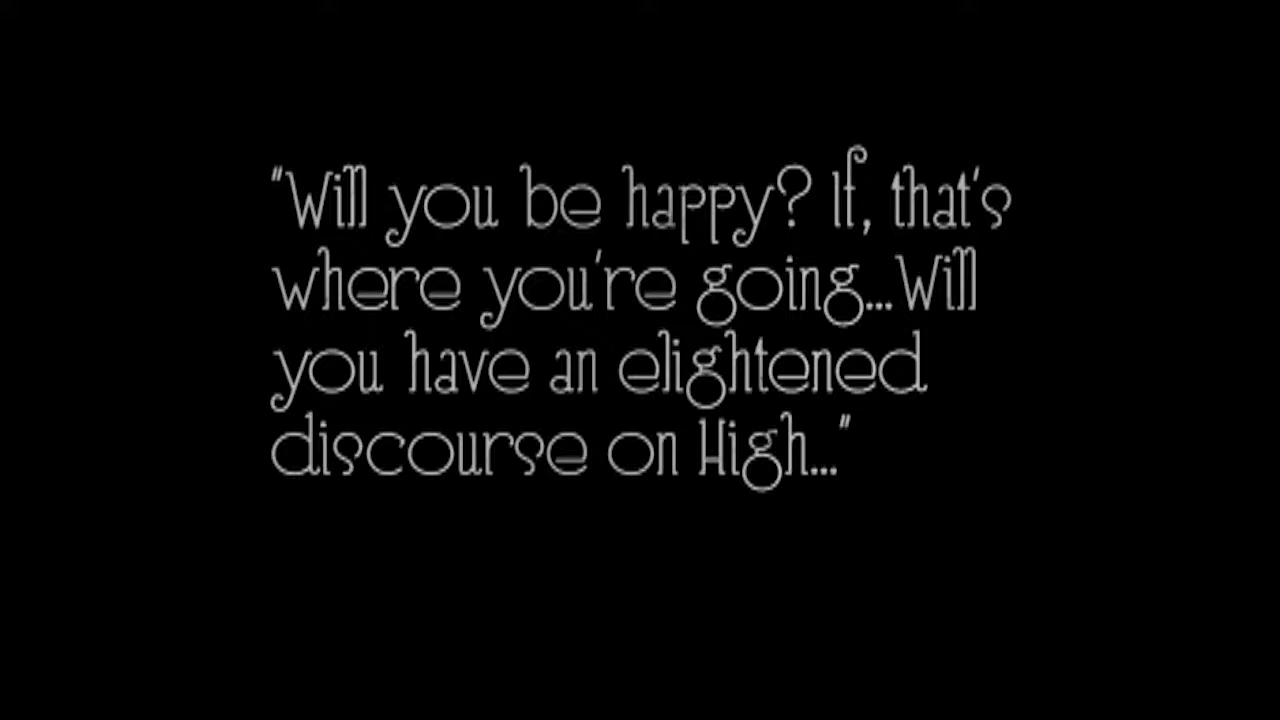 "Will you be happy? If, that's
where you're going...Will
you have an elightened
discourse on High..."